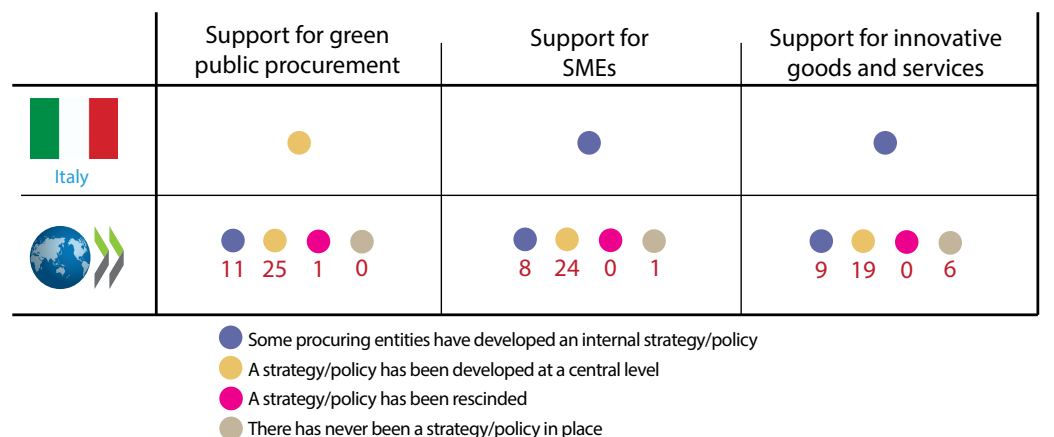 Support for green
public procurement
Support for
SMEs
Support for innovative
goods and services
Italy
11 25 1 0
8 24 0 1
9 19 0 6
Some procuring entities have developed an internal strategy/policy
A strategy/policy has been developed at a central level
A strategy/policy has been rescinded
There has never been a strategy/policy in place